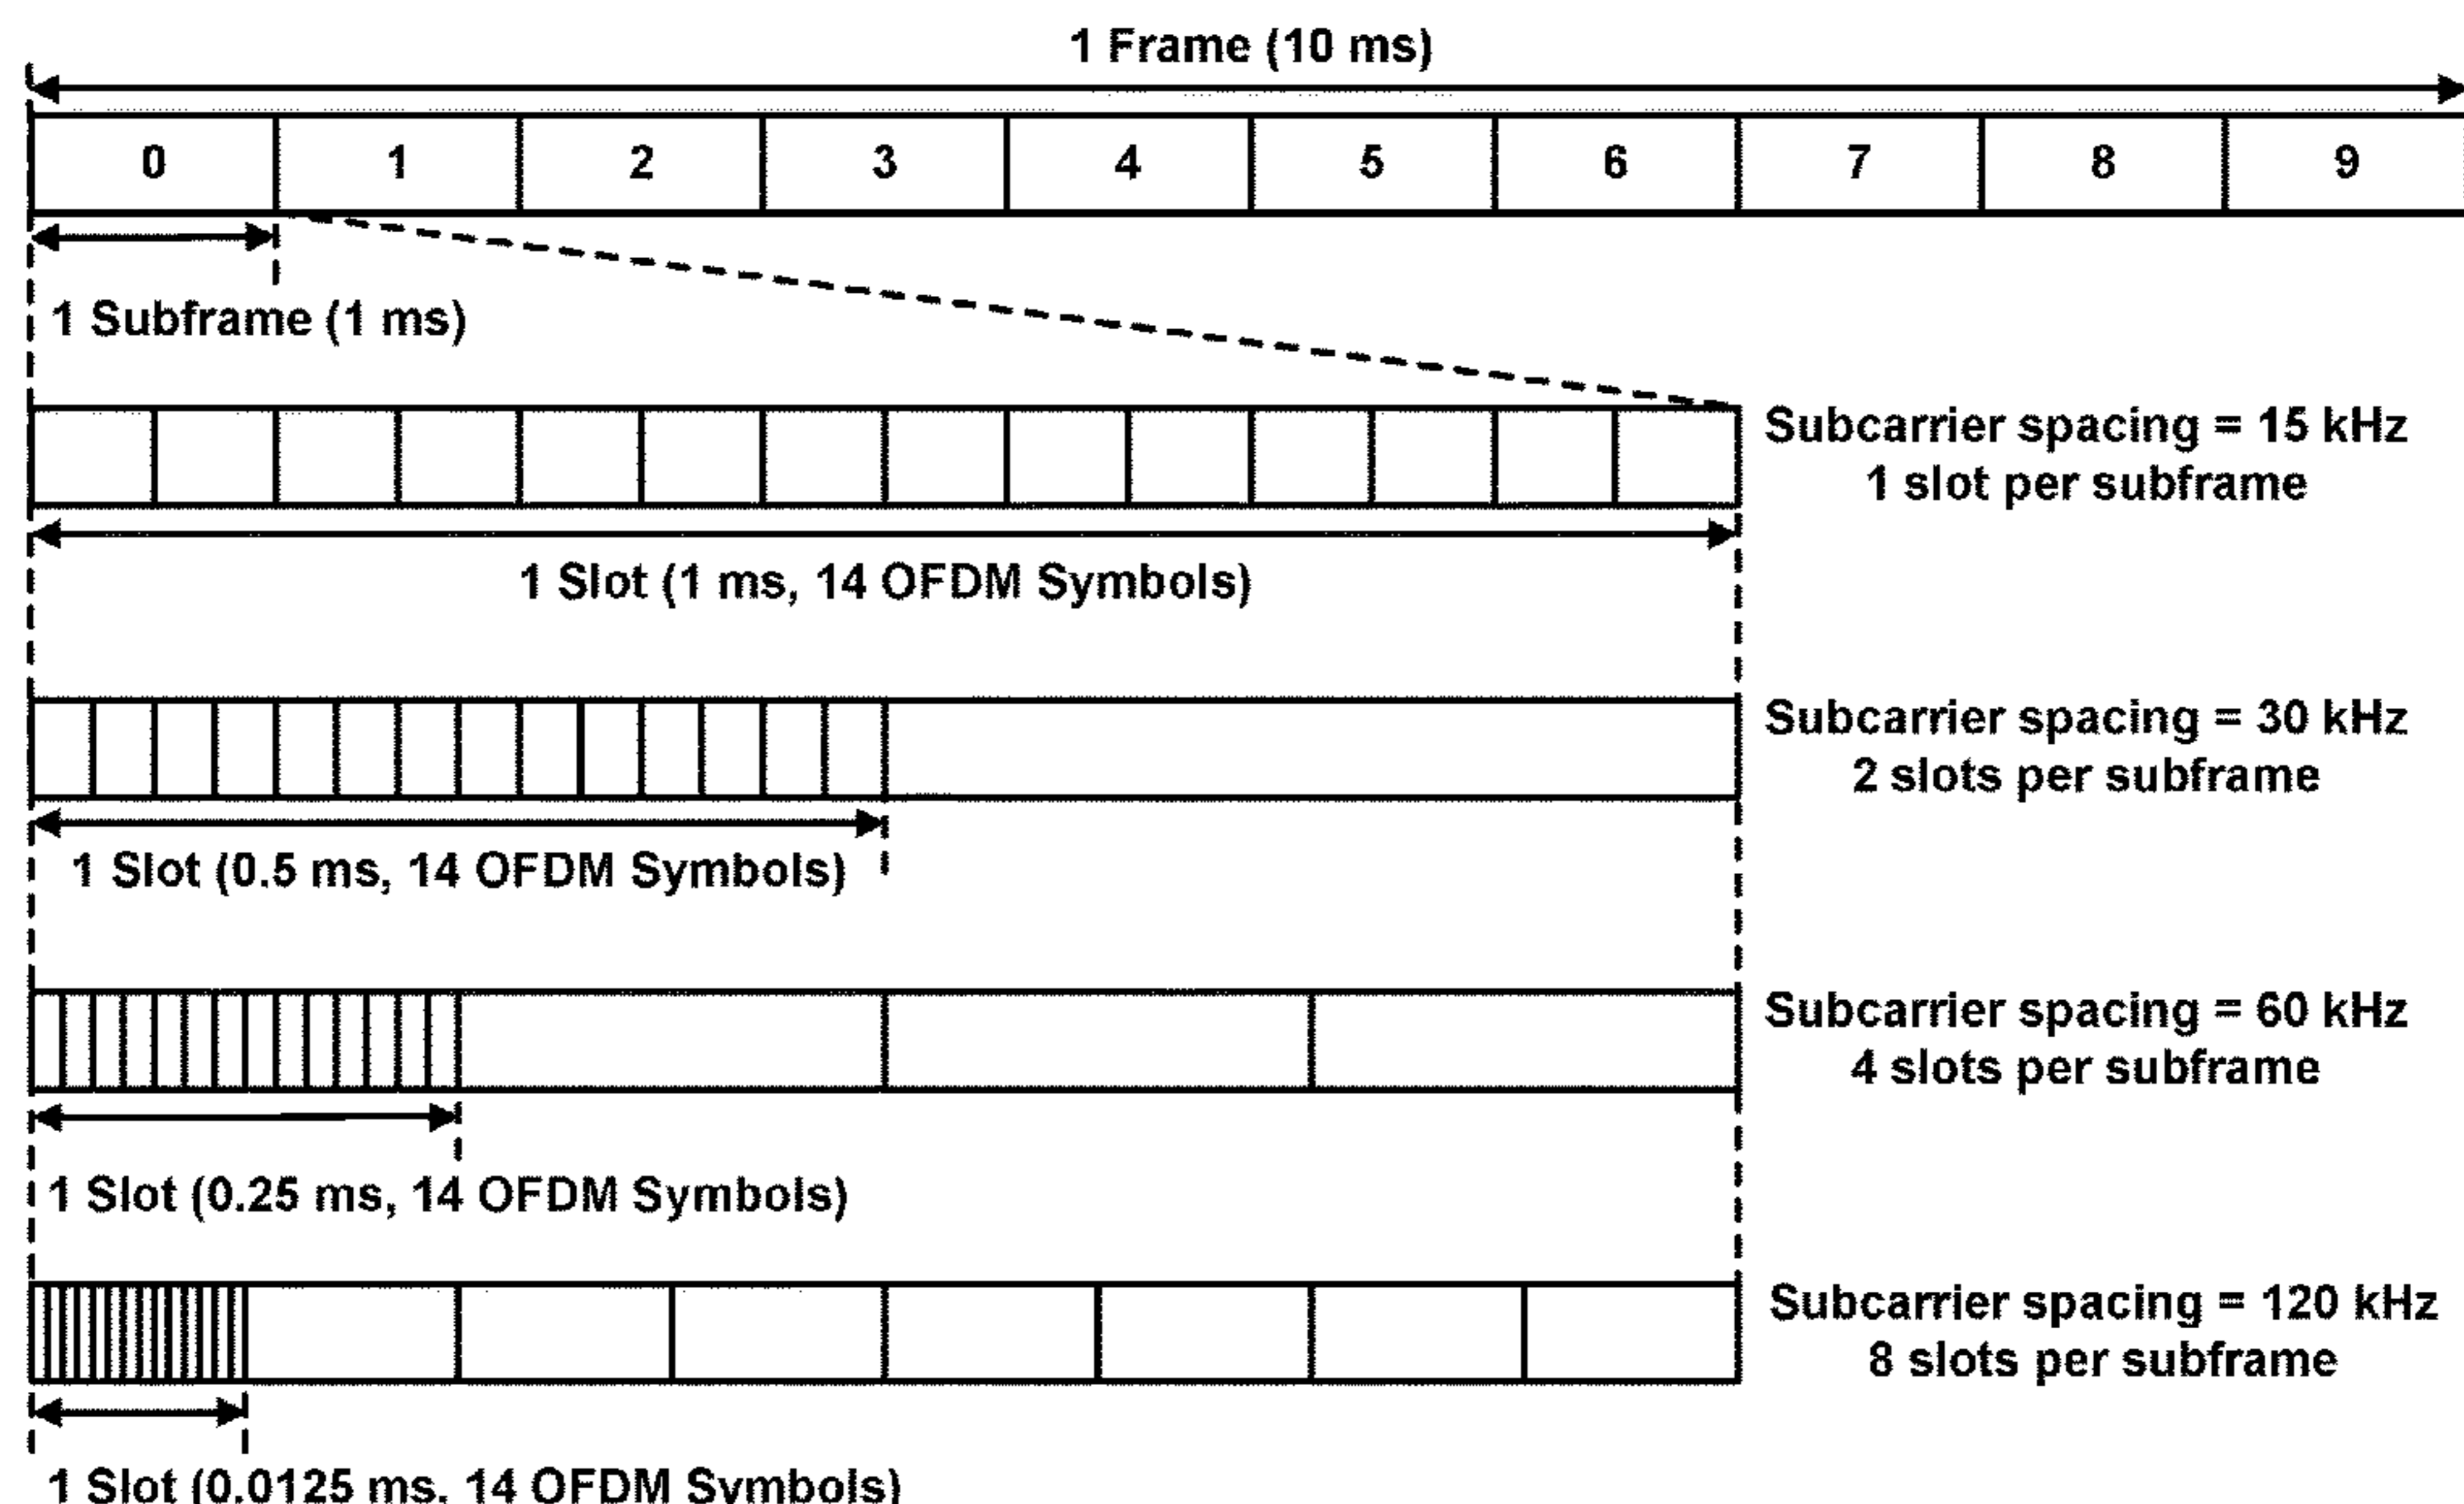 1 Frame (10 ms)
0 1 2 3 4 5 6 7 8 9
1 Subframe (1 ms)
Subcarrier spacing = 15 kHz
1 slot per subframe
1 Slot (1 ms, 14 OFDM Symbols)
Subcarrier spacing = 30 kHz
2 slots per subframe
1 Slot (0.5 ms, 14 OFDM Symbols)
Subcarrier spacing = 60 kHz
4 slots per subframe
1 Slot (0.25 ms, 14 OFDM Symbols)
Subcarrier spacing = 120 kHz
8 slots per subframe
1 Slot (0.0125 ms, 14 OFDM Symbols)